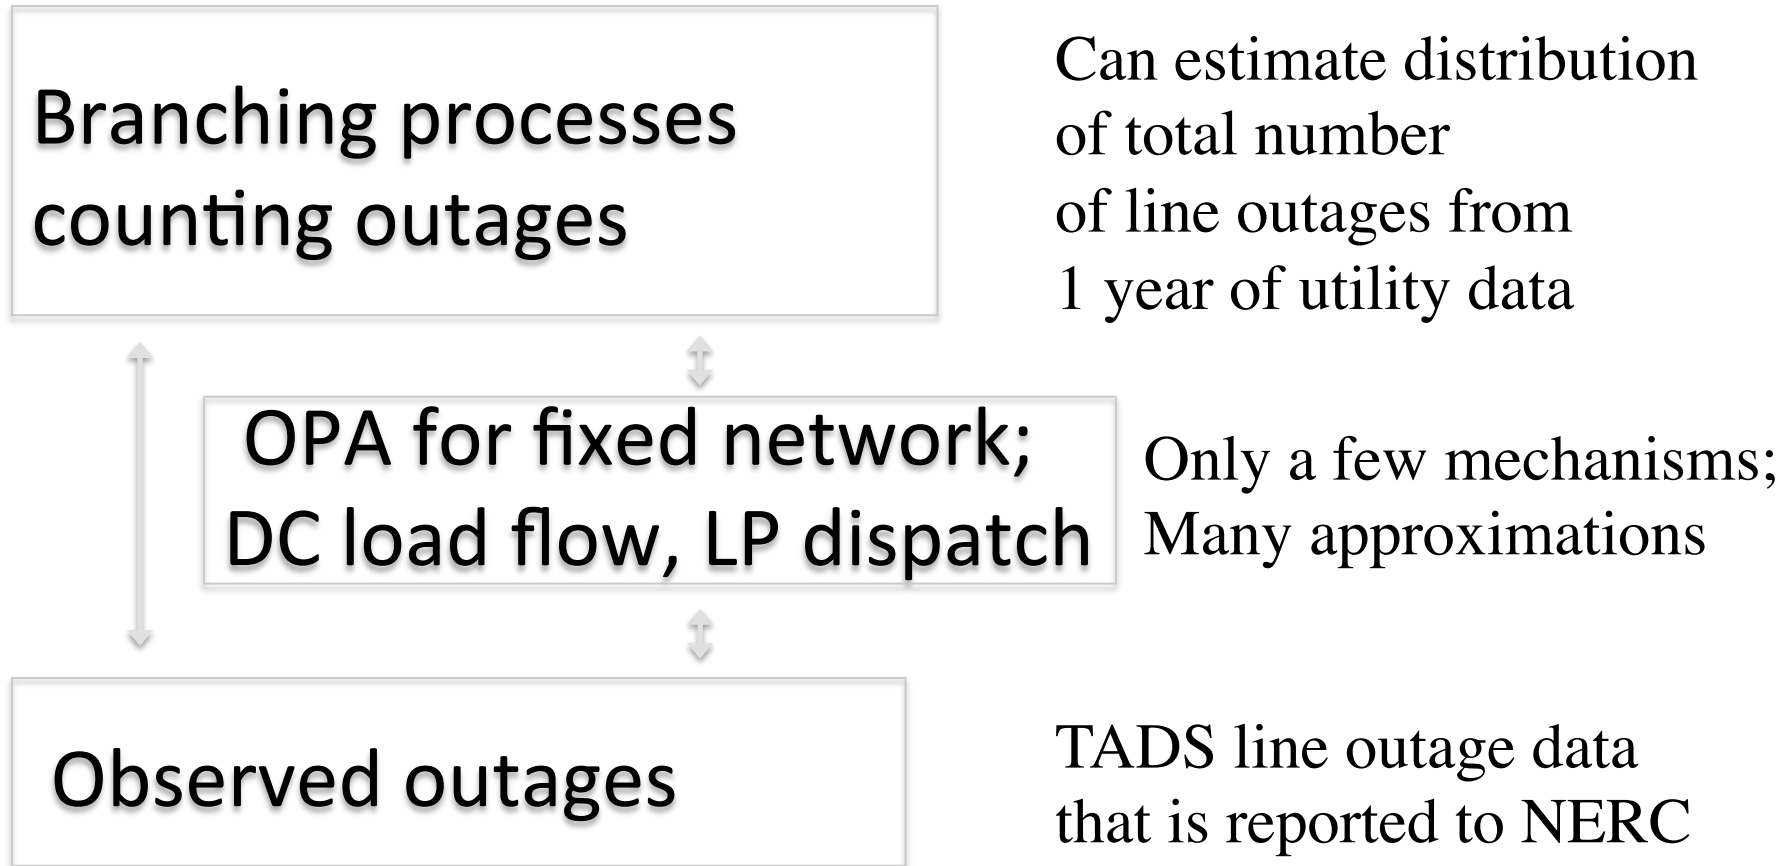 Branching processes
counting outages
Can estimate distribution
of total number
of line outages from
1 year of utility data
OPA for fixed network;
DC load flow, LP dispatch
Only a few mechanisms;
Many approximations
Observed outages
TADS line outage data
that is reported to NERC